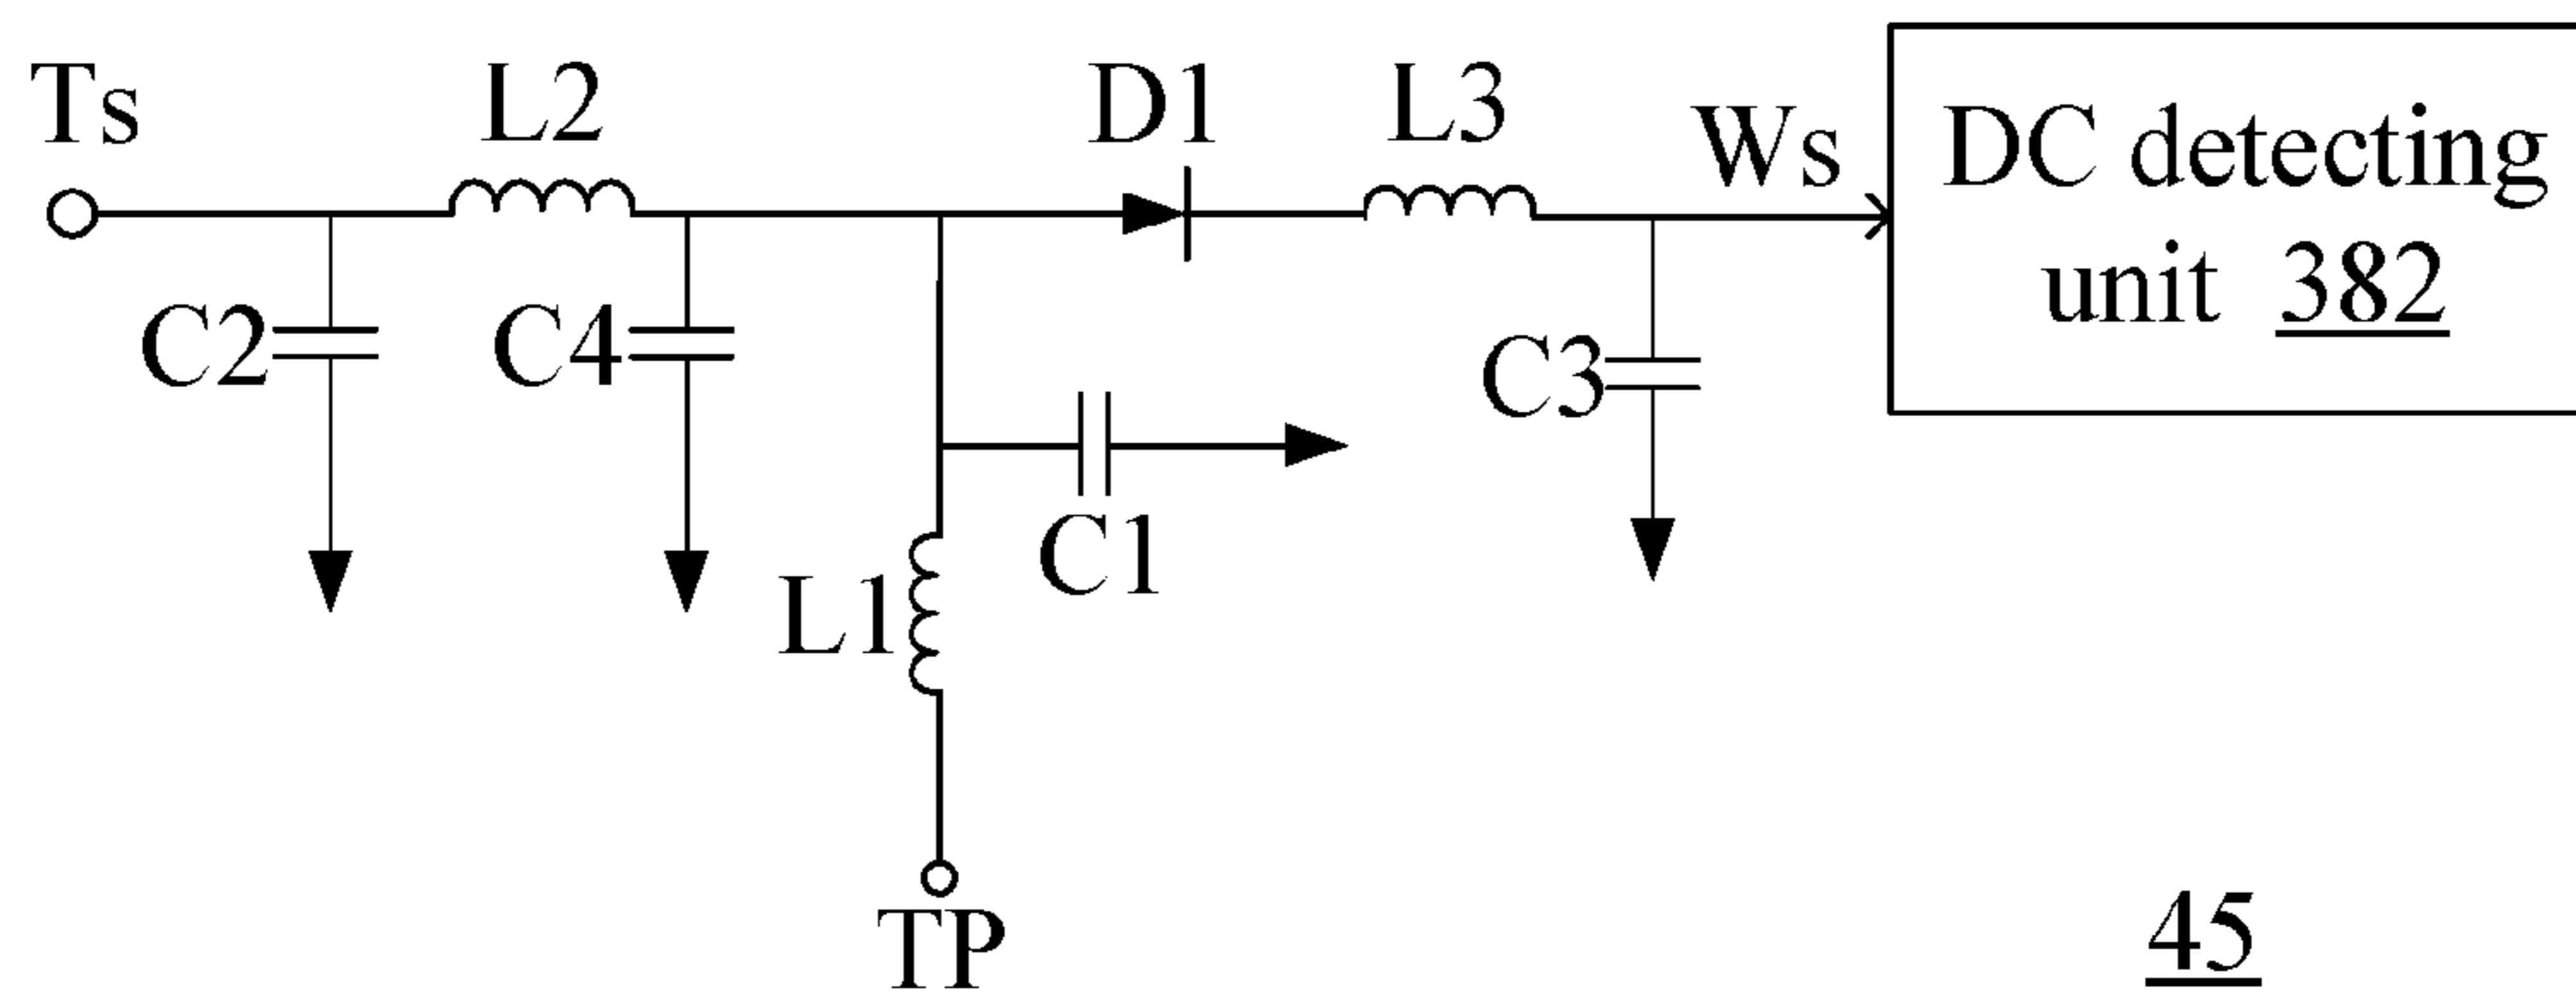 Ts
L2
D1
L3
Ws
DC detecting
unit 382
C2
C4
C3
C1
L1
TP
45